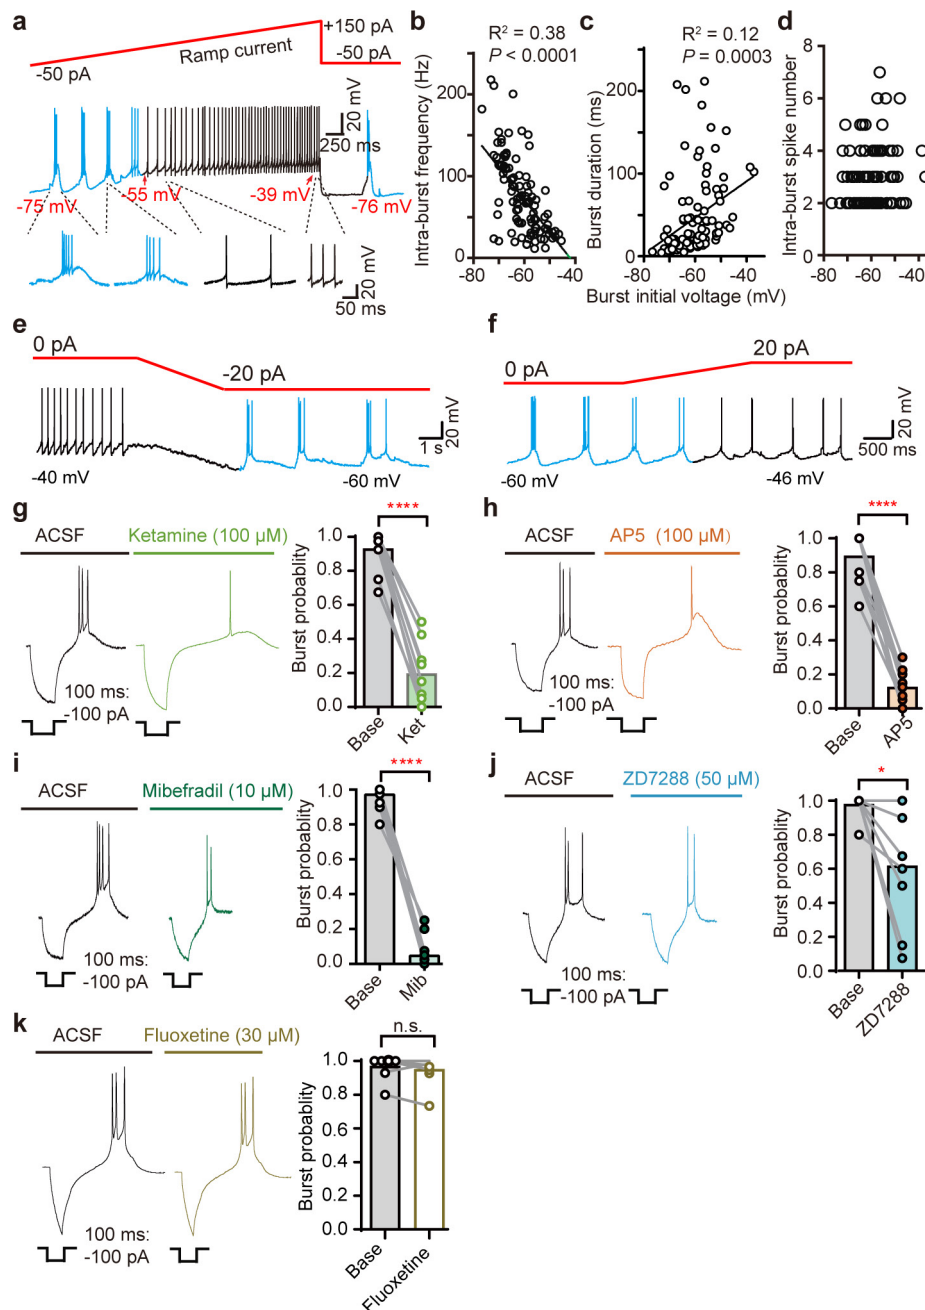 a
Ramp current
-50 pA
+150 pA
-50 pA
20 mV
250 ms
-75 mV
-55 mV
-39 mV
-76 mV
20 mV
50 ms
b
R² = 0.38
P < 0.0001
Intra-burst frequency (Hz)
250
200
150
100
50
0
-80
-60
-40
c
R² = 0.12
P = 0.0003
Burst duration (ms)
200
100
0
-80
-60
-40
Burst initial voltage (mV)
d
Intra-burst spike number
8
6
4
2
0
-80
-60
-40
e
0 pA
-20 pA
-40 mV
-60 mV
20 mV
1 s
f
0 pA
20 pA
-60 mV
-46 mV
20 mV
500 ms
g
ACSF
Ketamine (100 µM)
100 ms:
-100 pA
****
Burst probablity
1.0
0.8
0.6
0.4
0.2
0.0
Base
Ket
h
ACSF
AP5 (100 µM)
100 ms:
-100 pA
****
Burst probablity
1.0
0.8
0.6
0.4
0.2
0.0
Base
AP5
i
ACSF
Mibefradil (10 µM)
100 ms:
-100 pA
****
Burst probablity
1.0
0.8
0.6
0.4
0.2
0.0
Base
Mib
j
ACSF
ZD7288 (50 µM)
100 ms:
-100 pA
*
Burst probablity
1.0
0.8
0.6
0.4
0.2
0.0
Base
ZD7288
k
ACSF
Fluoxetine (30 µM)
100 ms:
-100 pA
n.s.
Burst probablity
1.0
0.8
0.6
0.4
0.2
0.0
Base
Fluoxetine